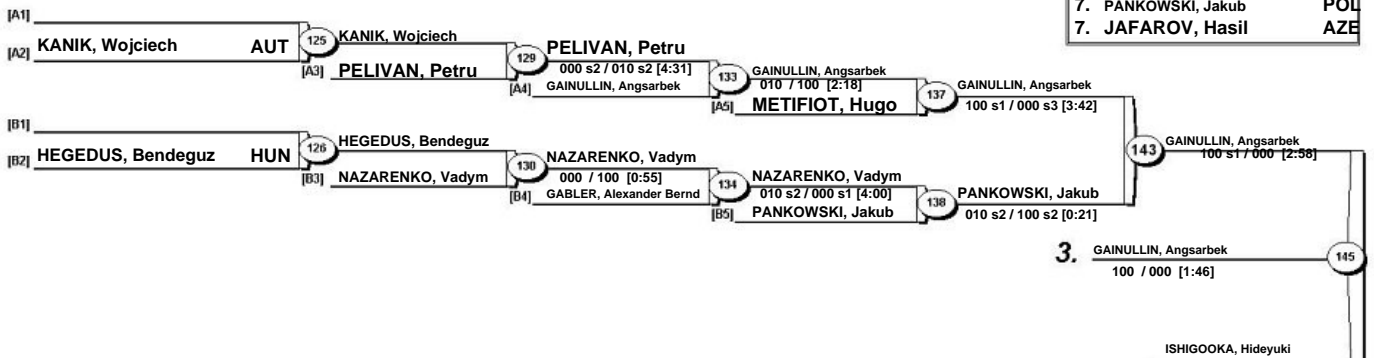 7. PANKOWSKI, Jakub POL
7. JAFAROV, Hasil AZE
[A1]
[A2] KANIK, Wojciech AUT 125 KANIK, Wojciech
[A3] PELIVAN, Petru 129 PELIVAN, Petru
000 s2 / 010 s2 [4:31]
[A4] GAINULLIN, Angsarbek 133 GAINULLIN, Angsarbek
010 / 100 [2:18]
[A5] METIFIOT, Hugo 137 GAINULLIN, Angsarbek
100 s1 / 000 s3 [3:42]
[B1]
[B2] HEGEDUS, Bendeguz HUN 126 HEGEDUS, Bendeguz
[B3] NAZARENKO, Vadym 130 NAZARENKO, Vadym
000 / 100 [0:55]
[B4] GABLER, Alexander Bernd 134 NAZARENKO, Vadym
010 s2 / 000 s1 [4:00]
[B5] PANKOWSKI, Jakub 138 PANKOWSKI, Jakub
010 s2 / 100 s2 [0:21]
143 GAINULLIN, Angsarbek
100 s1 / 000 [2:58]
3. GAINULLIN, Angsarbek 145
100 / 000 [1:46]
ISHIGOOKA, Hideyuki